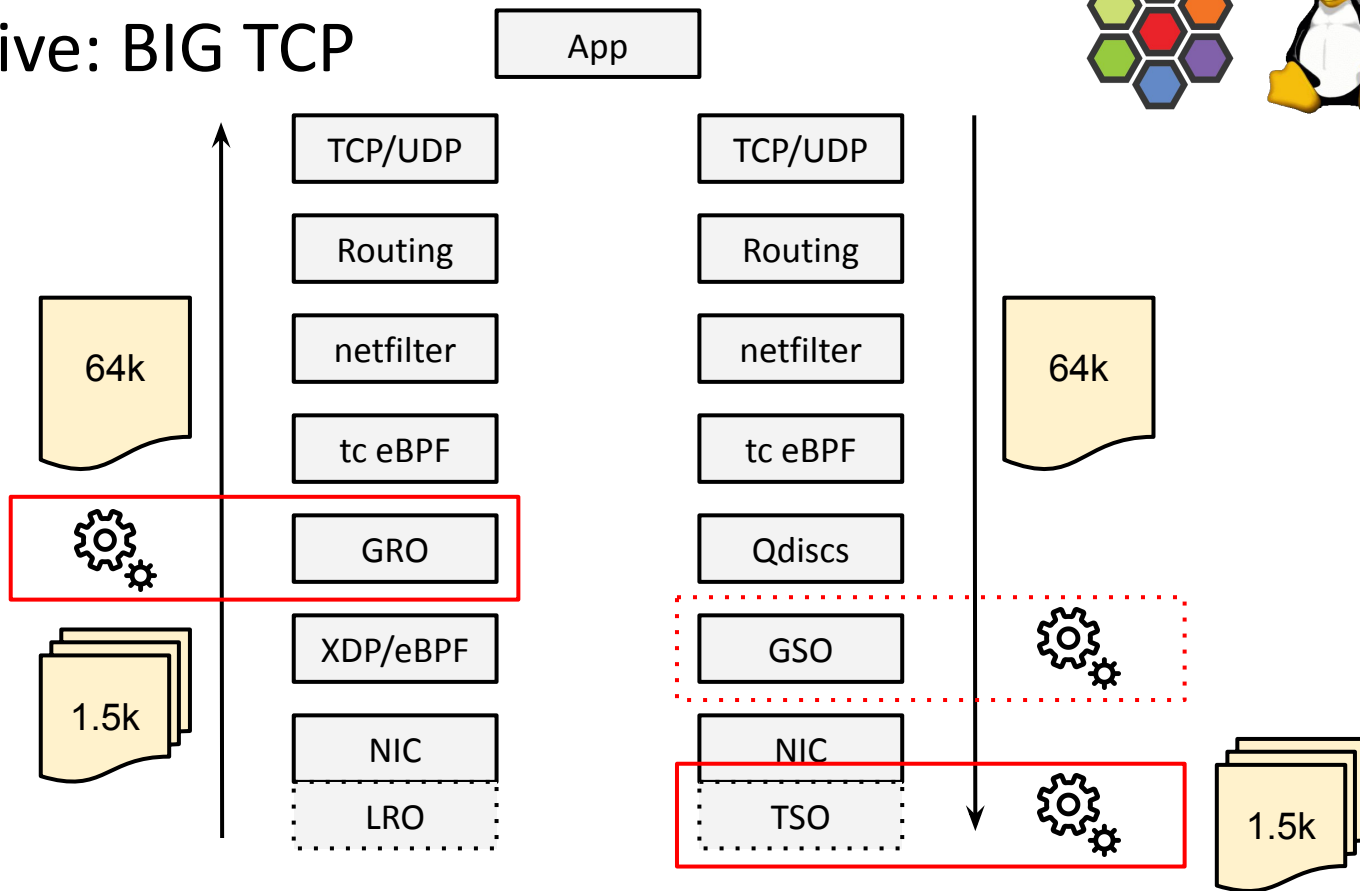 ive: BIG TCP
App
TCP/UDP
TCP/UDP
Routing
Routing
64k
netfilter
netfilter
64k
tc eBPF
tc eBPF
GRO
Qdiscs
XDP/eBPF
GSO
1.5k
NIC
NIC
LRO
TSO
1.5k